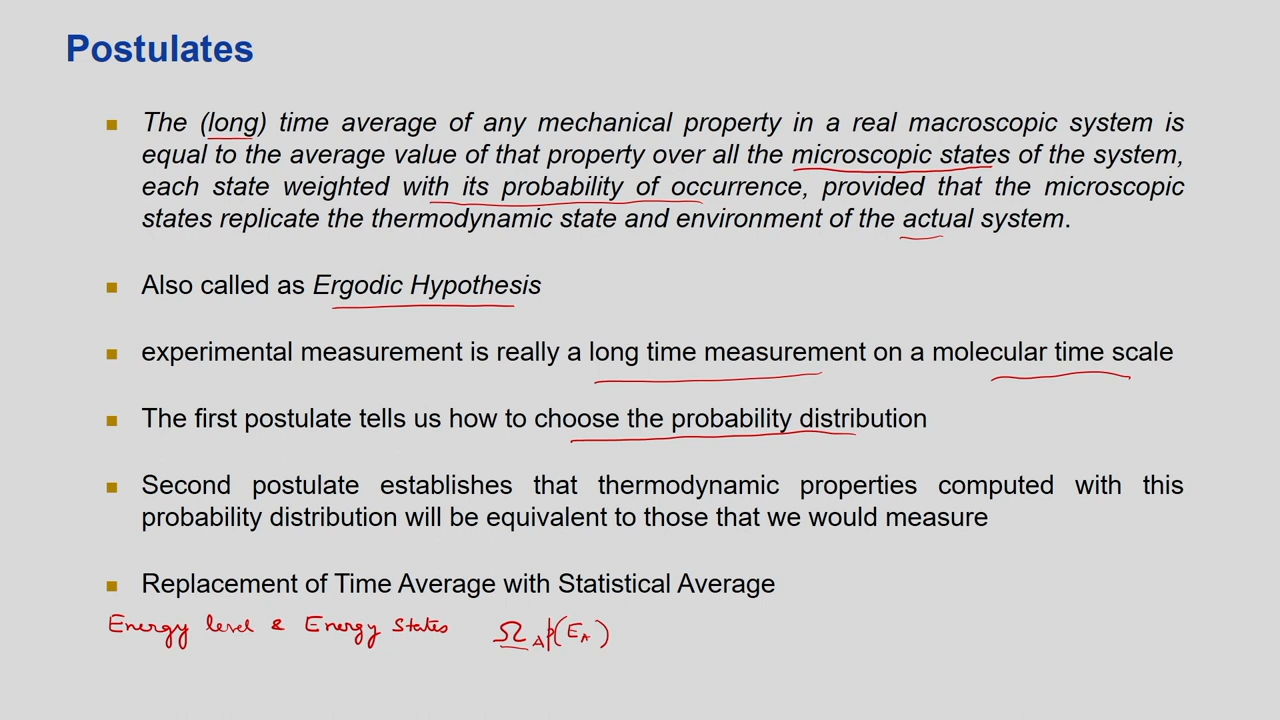 Postulates
The (long) time average of any mechanical property in a real macroscopic system is
equal to the average value of that property over all the microscopic states of the system,
each state weighted with its probability of occurrence, provided that the microscopic
states replicate the thermodynamic state and environment of the actual system.
Also called as Ergodic Hypothesis
experimental measurement is really a long time measurement on a molecular time scale
The first postulate tells us how to choose the probability distribution
Second postulate establishes that thermodynamic properties computed with this
probability distribution will be equivalent to those that we would measure
Replacement of Time Average with Statistical Average
Energy level & Energy States Ω_A p(E_A)